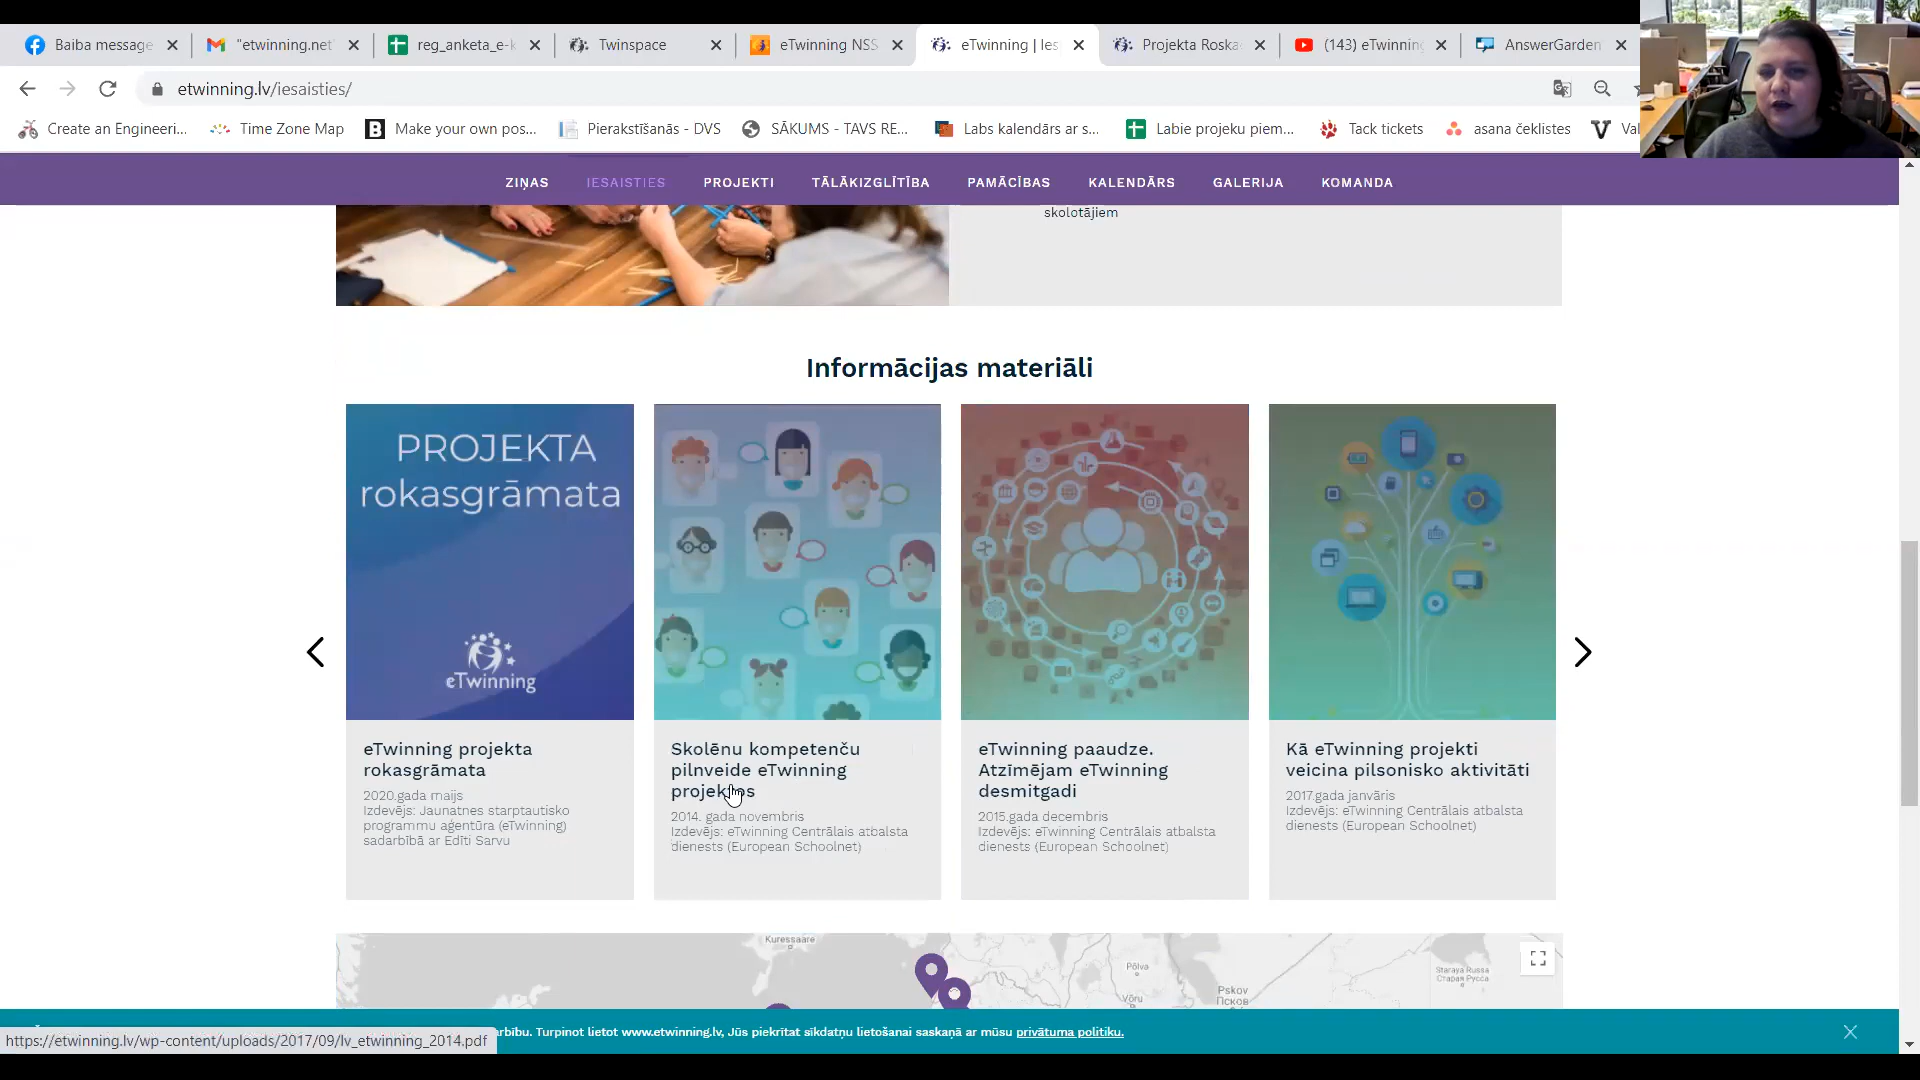 Baiba message
"etwinning.net"
reg_anketa_e-k
Twinspace
eTwinning NSS
eTwinning | Ies
Projekta Roska
(143) eTwinning
AnswerGarden
etwinning.lv/iesaisties/
Create an Engineeri...
Time Zone Map
Make your own pos...
Pierakstīšanās - DVS
SĀKUMS - TAVS RE...
Labs kalendārs ar s...
Labie projeku piem...
Tack tickets
asana čeklistes
Val
ZIŅAS
IESAISTIES
PROJEKTI
TĀLĀKIZGLĪTĪBA
PAMĀCĪBAS
KALENDĀRS
GALERIJA
KOMANDA
skolotājiem
Informācijas materiāli
PROJEKTA
rokasgrāmata
eTwinning
eTwinning projekta
rokasgrāmata
2020.gada maijs
Izdevējs: Jaunatnes starptautisko
programmu aģentūra (eTwinning)
sadarbībā ar Edīti Sarvu
Skolēnu kompetenču
pilnveide eTwinning
projektos
2014. gada novembris
Izdevējs: eTwinning Centrālais atbalsta
dienests (European Schoolnet)
eTwinning paaudze.
Atzīmējam eTwinning
desmitgadi
2015.gada decembris
Izdevējs: eTwinning Centrālais atbalsta
dienests (European Schoolnet)
Kā eTwinning projekti
veicina pilsonisko aktivitāti
2017.gada janvāris
Izdevējs: eTwinning Centrālais atbalsta
dienests (European Schoolnet)
Kuressaare
Põlva
Võru
Pskov
Псков
Staraya Russa
Старая Русса
arbību. Turpinot lietot www.etwinning.lv, Jūs piekrītat sīkdatņu lietošanai saskaņā ar mūsu privātuma politiku.
https://etwinning.lv/wp-content/uploads/2017/09/lv_etwinning_2014.pdf